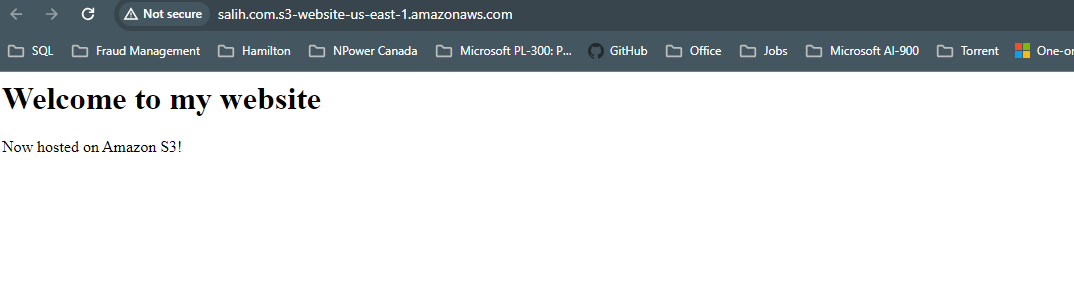 Not secure salih.com.s3-website-us-east-1.amazonaws.com
SQL Fraud Management Hamilton NPower Canada Microsoft PL-300: P... GitHub Office Jobs Microsoft AI-900 Torrent One-or
Welcome to my website
Now hosted on Amazon S3!